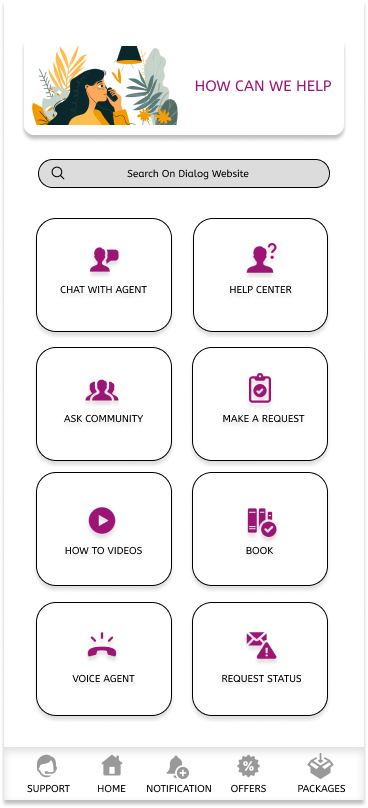 HOW CAN WE HELP
Search On Dialog Website
CHAT WITH AGENT
HELP CENTER
ASK COMMUNITY
MAKE A REQUEST
HOW TO VIDEOS
BOOK
VOICE AGENT
REQUEST STATUS
SUPPORT
HOME
NOTIFICATION
OFFERS
PACKAGES